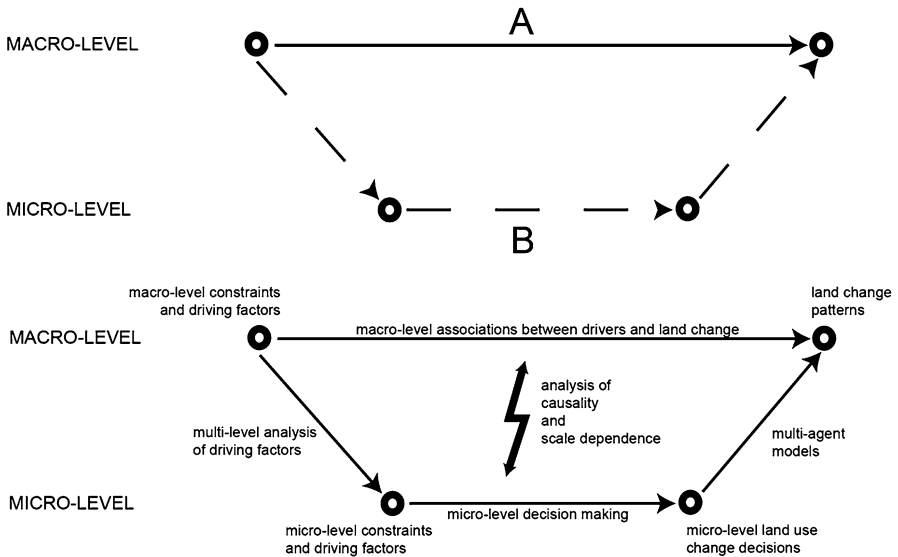 A
MACRO-LEVEL
MICRO-LEVEL
B
macro-level constraints
and driving factors
land change
patterns
MACRO-LEVEL
macro-level associations between drivers and land change
analysis of
causality
and
scale dependence
multi-level analysis
of driving factors
multi-agent
models
MICRO-LEVEL
micro-level decision making
micro-level constraints
and driving factors
micro-level land use
change decisions